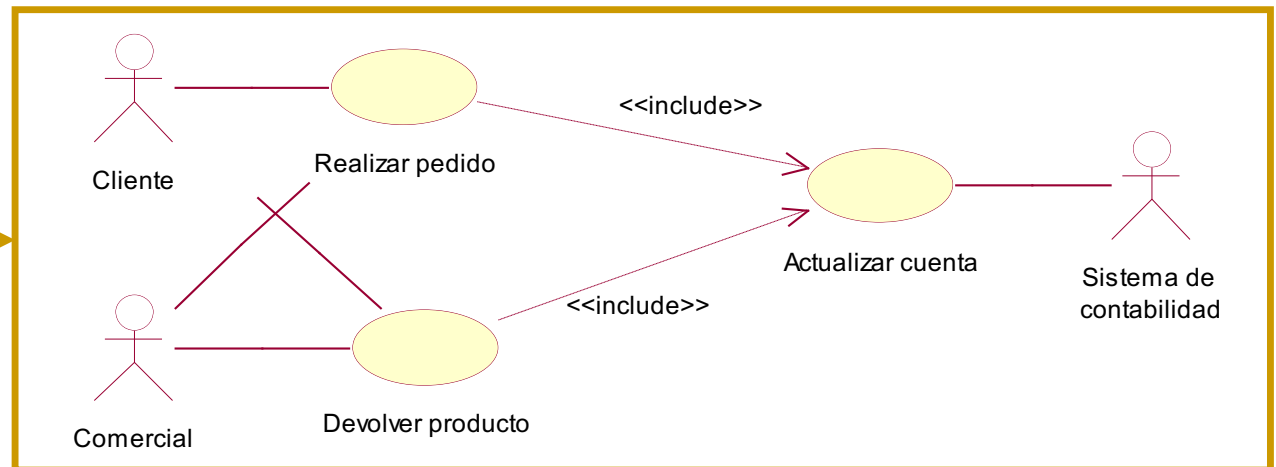 <<include>>
Realizar pedido
Cliente
Actualizar cuenta
Sistema de
contabilidad
<<include>>
Devolver producto
Comercial